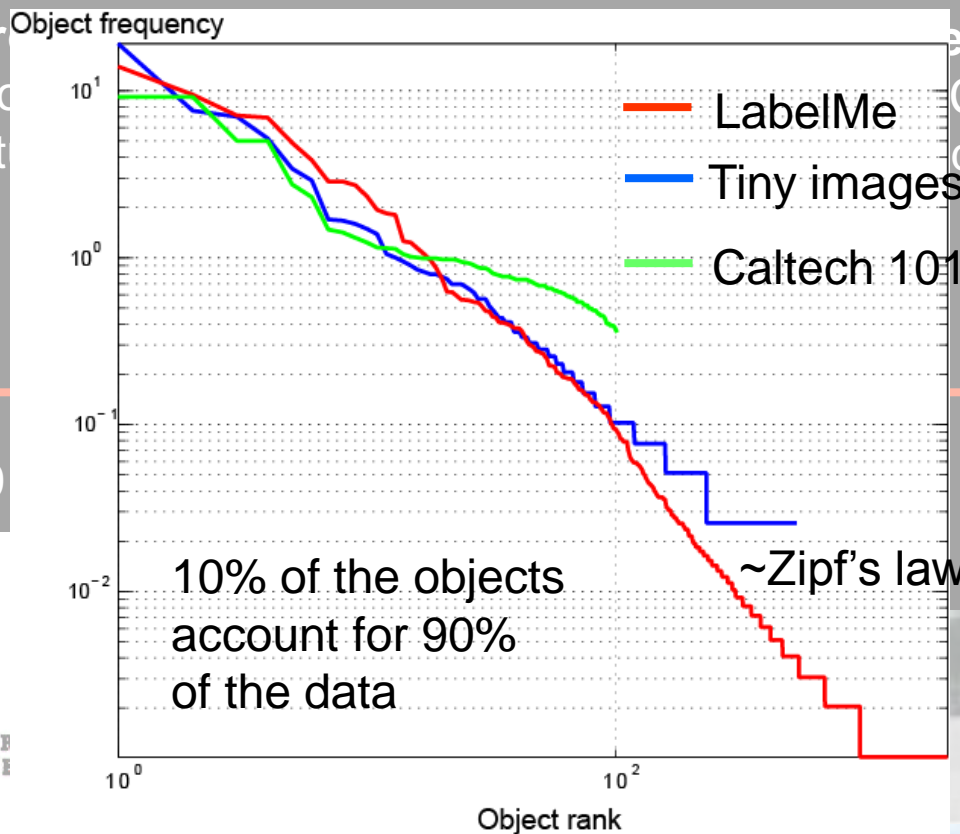 Object frequency
10^1
LabelMe
Tiny images
10^0
Caltech 101
10^-1
10^-2
~Zipf's law
10% of the objects
account for 90%
of the data
10^0
10^2
Object rank